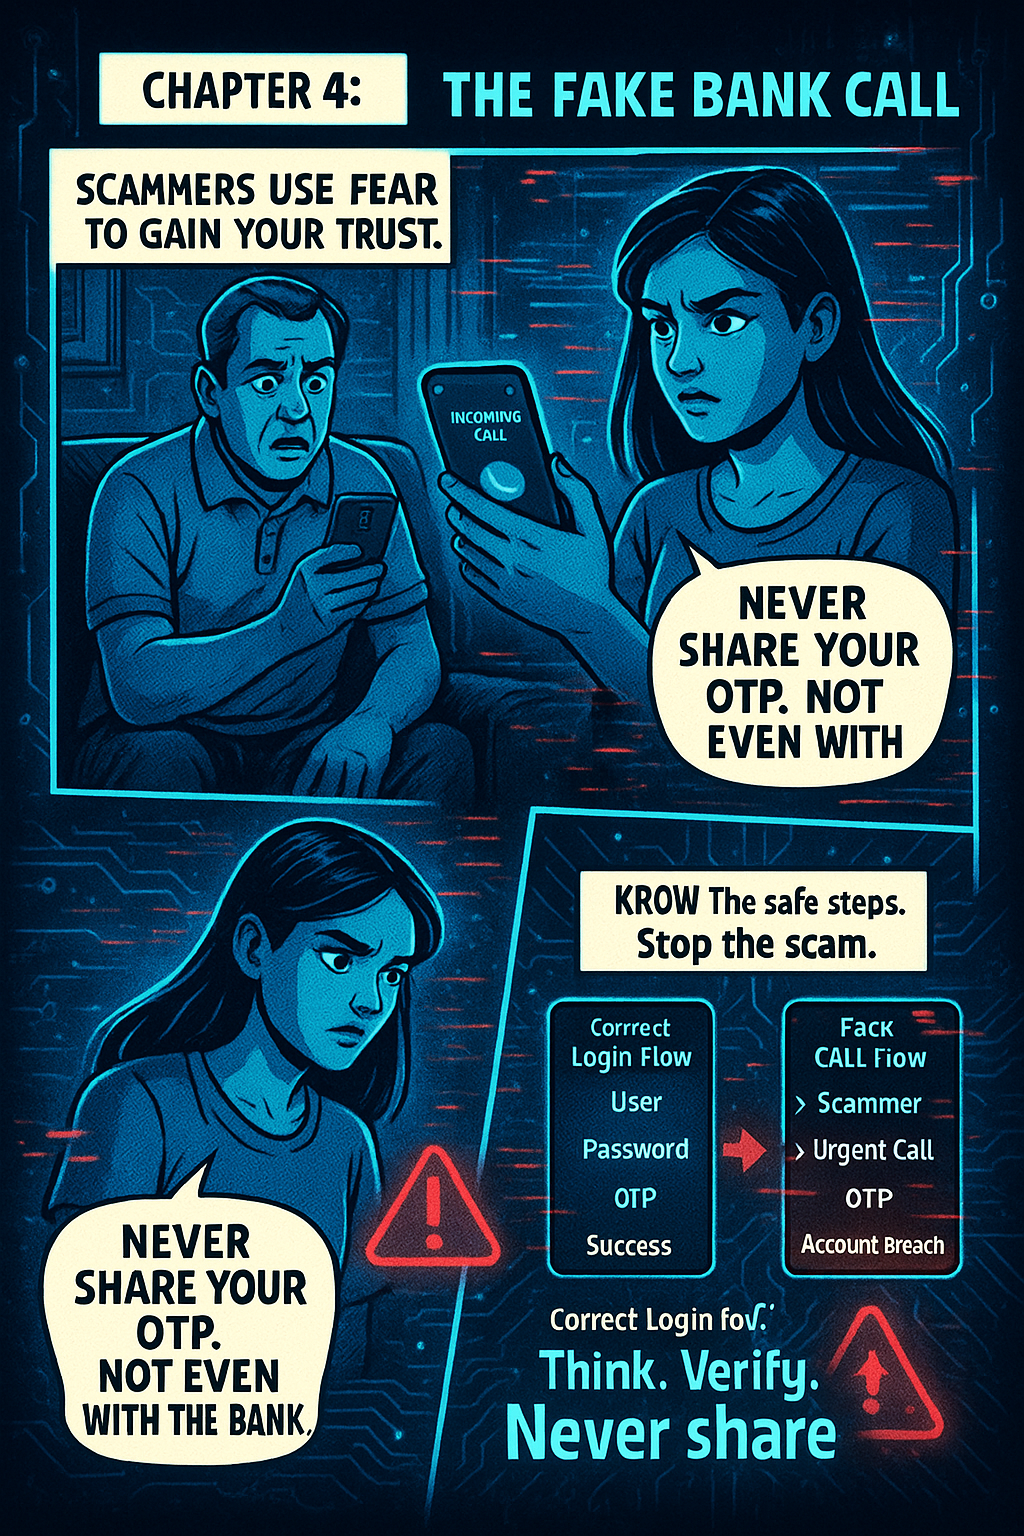 CHAPTER 4:
THE FAKE BANK CALL
SCAMMERS USE FEAR
TO GAIN YOUR TRUST.
INCOMING
CALL
NEVER
SHARE YOUR
OTP. NOT
EVEN WITH
NEVER
SHARE YOUR
OTP.
NOT EVEN
WITH THE BANK.
KROW The safe steps.
Stop the scam.
Corrrect
Login Flow
User
Password
OTP
Success
Fack
CALL Fiow
> Scammer
> Urgent Call
OTP
Account Breach
Correct Login
Think. Verify.
Never share